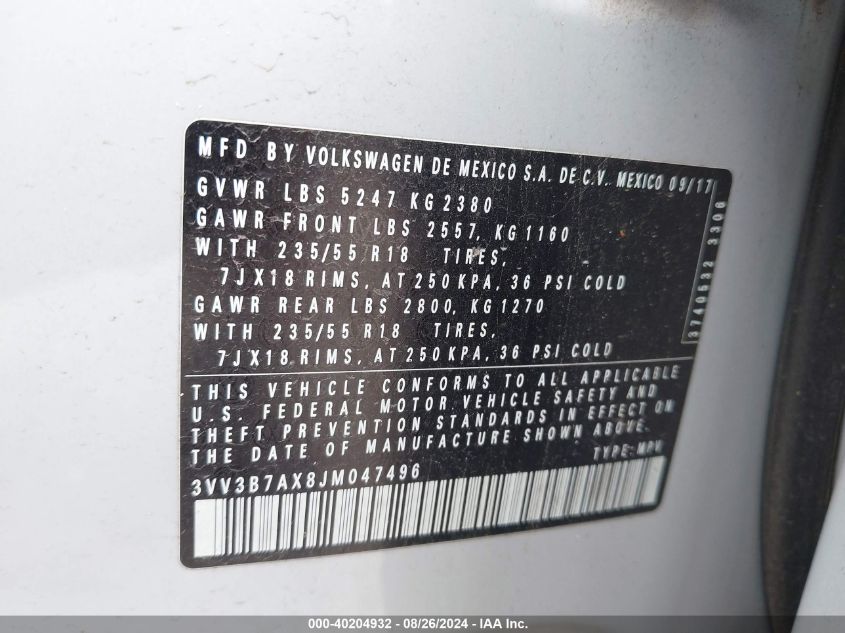 MFD BY VOLKSWAGEN DE MEXICO S.A. DE C.V. MEXICO 09/17
GVWR LBS 5247 KG 2380
GAWR FRONT LBS 2557, KG 1160
WITH 235/55 R18 TIRES,
7JX18 RIMS, AT 250 KPA, 36 PSI COLD
GAWR REAR LBS 2800, KG 1270
WITH 235/55 R18 TIRES,
7JX18 RIMS, AT 250 KPA, 36 PSI COLD
3740532 3306
THIS VEHICLE CONFORMS TO ALL APPLICABLE
U.S. FEDERAL MOTOR VEHICLE SAFETY AND
THEFT PREVENTION STANDARDS IN EFFECT ON
THE DATE OF MANUFACTURE SHOWN ABOVE.
TYPE: MPV
3VV3B7AX8JM047496
000-40204932 - 08/26/2024 - IAA Inc.